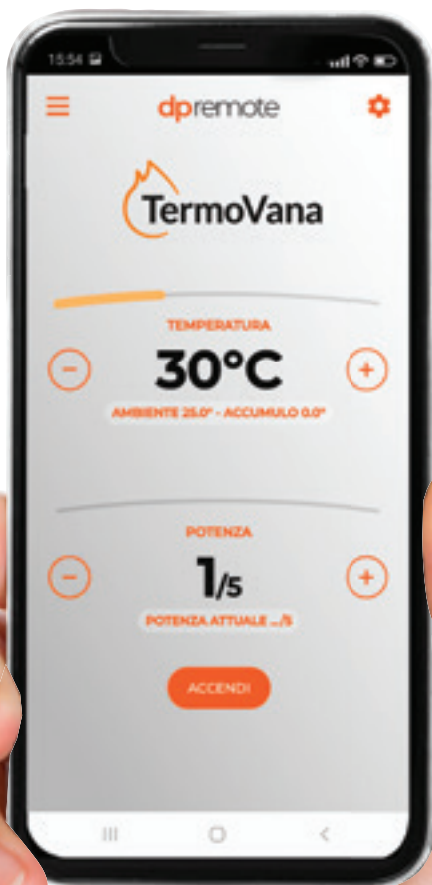 15:54
dpremote
TermoVana
TEMPERATURA
30°C
AMBIENTE 25.0° - ACCUMULO 0.0°
POTENZA
1/5
POTENZA ATTUALE .../5
ACCENDI